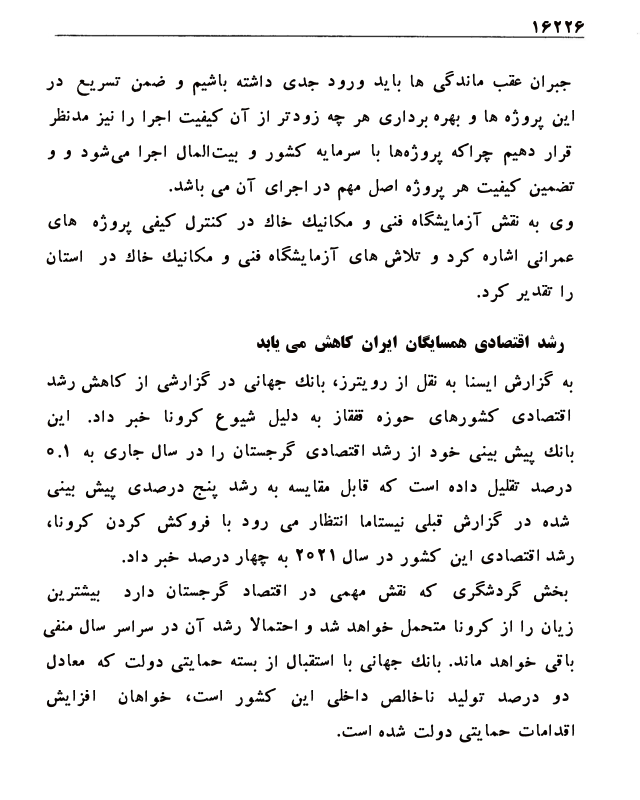 ۱۶۲۲۶
جبران عقب ماندگی ها باید ورود جدی داشته باشیم و ضمن تسریع در
این پروژه ها و بهره برداری هر چه زودتر از آن کیفیت اجرا را نیز مدنظر
قرار دهیم چراکه پروژه‌ها با سرمایه کشور و بیت‌المال اجرا می‌شود و و
تضمین کیفیت هر پروژه اصل مهم در اجرای آن می باشد.
وی به نقش آزمایشگاه فنی و مکانیک خاک در کنترل کیفی پروژه های
عمرانی اشاره کرد و تلاش های آزمایشگاه فنی و مکانیک خاک در استان
را تقدیر کرد.
رشد اقتصادی همسایگان ایران کاهش می یابد
به گزارش ایسنا به نقل از رویترز، بانک جهانی در گزارشی از کاهش رشد
اقتصادی کشورهای حوزه قفقاز به دلیل شیوع کرونا خبر داد. این
بانک پیش بینی خود از رشد اقتصادی گرجستان را در سال جاری به ۰.۱
درصد تقلیل داده است که قابل مقایسه به رشد پنج درصدی پیش بینی
شده در گزارش قبلی نیستاما انتظار می رود با فروکش کردن کرونا،
رشد اقتصادی این کشور در سال ۲۰۲۱ به چهار درصد خبر داد.
بخش گردشگری که نقش مهمی در اقتصاد گرجستان دارد بیشترین
زیان را از کرونا متحمل خواهد شد و احتمالا رشد آن در سراسر سال منفی
باقی خواهد ماند. بانک جهانی با استقبال از بسته حمایتی دولت که معادل
دو درصد تولید ناخالص داخلی این کشور است، خواهان افزایش
اقدامات حمایتی دولت شده است.